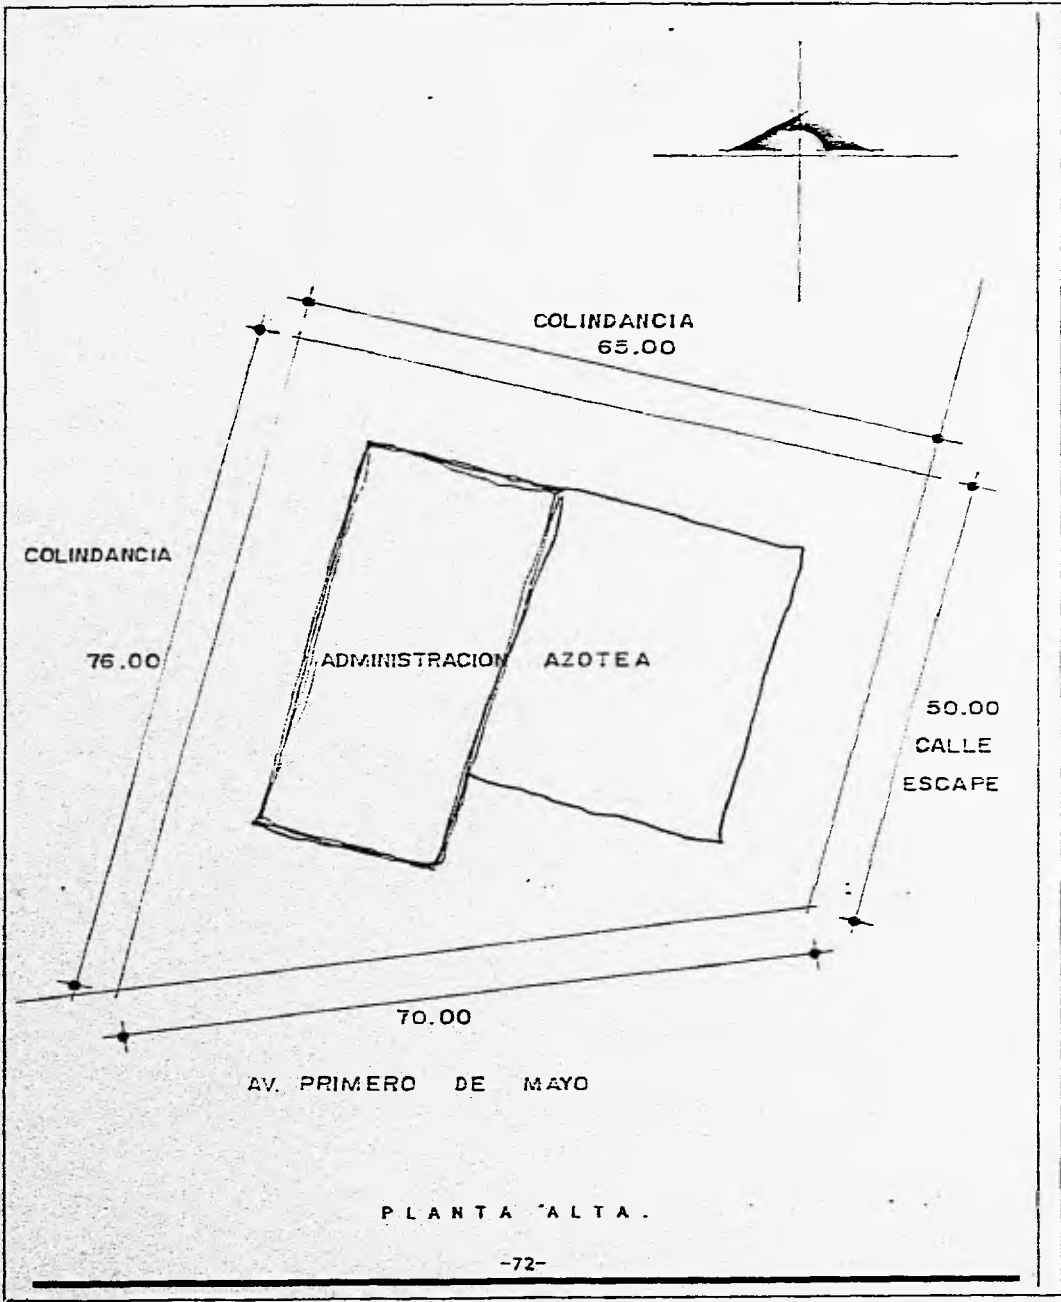 COLINDANCIA
65.00
COLINDANCIA
76.00
ADMINISTRACION AZOTEA
50.00
CALLE
ESCAPE
70.00
AV. PRIMERO DE MAYO
PLANTA ALTA.
-72-